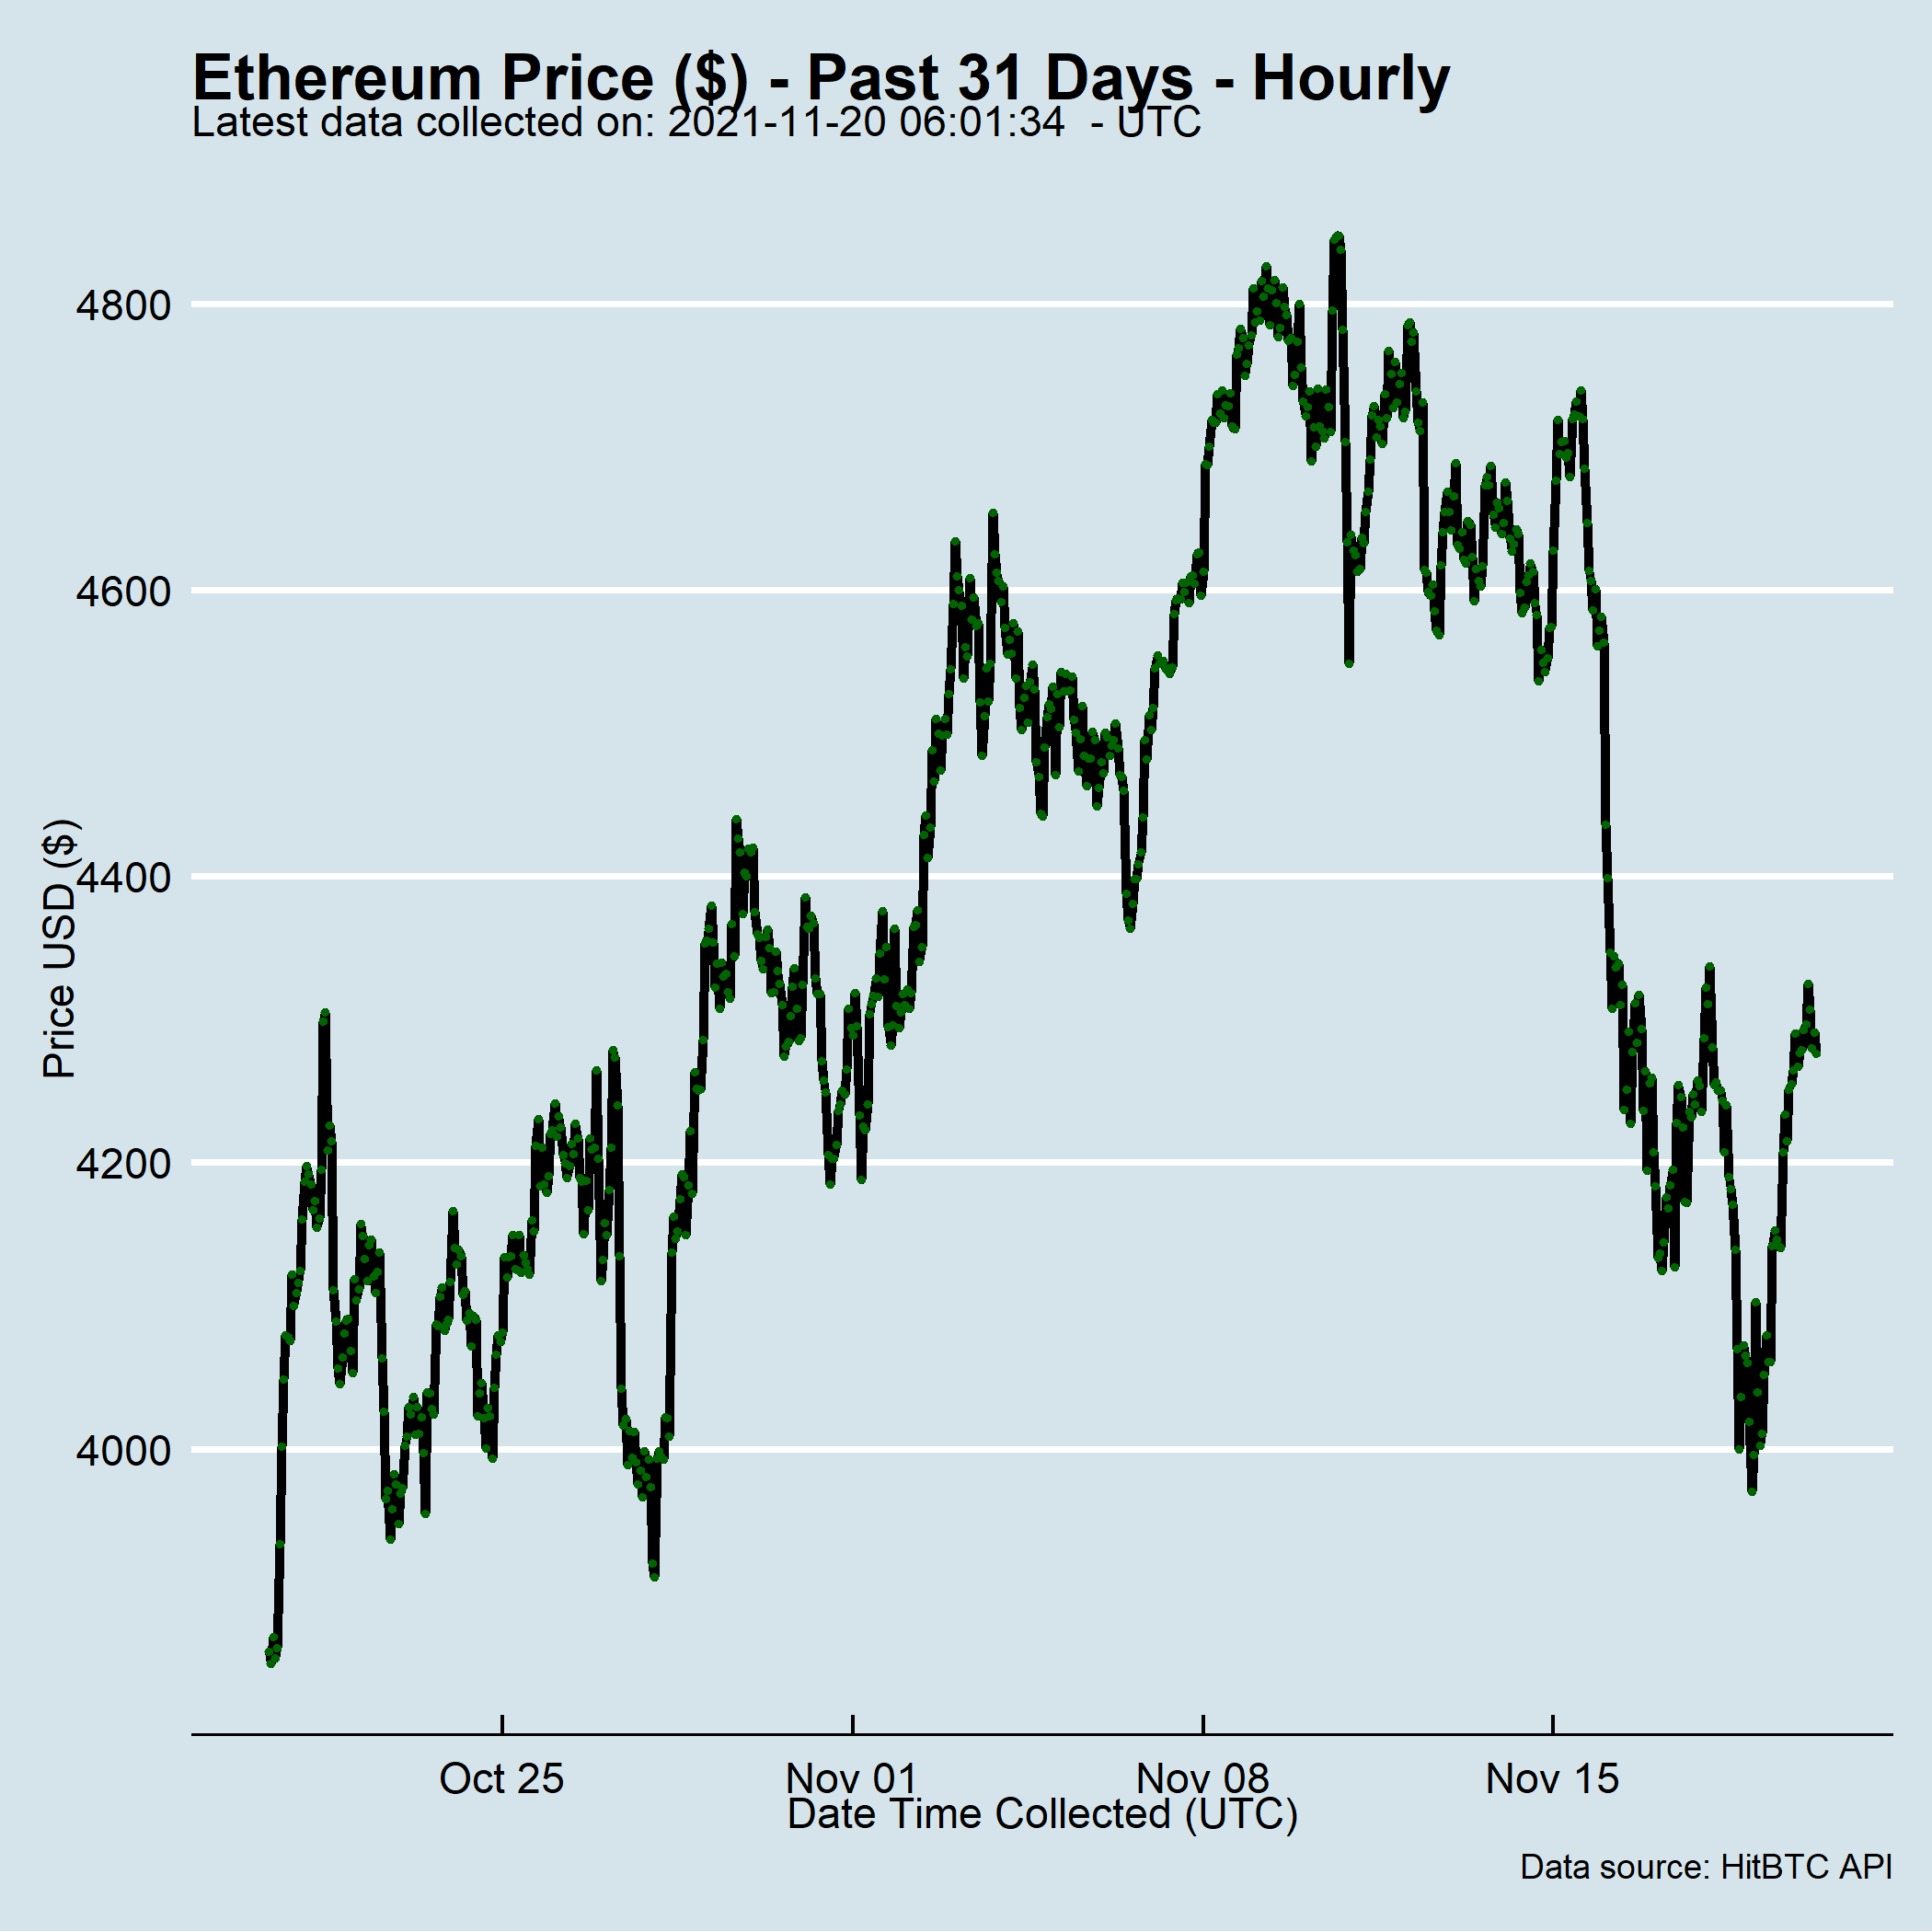 Ethereum Price ($) - Past 31 Days - Hourly
Latest data collected on: 2021-11-20 06:01:34  - UTC
4800
4600
4400
4200
4000
Price USD ($)
Oct 25
Nov 01
Nov 08
Nov 15
Date Time Collected (UTC)
Data source: HitBTC API